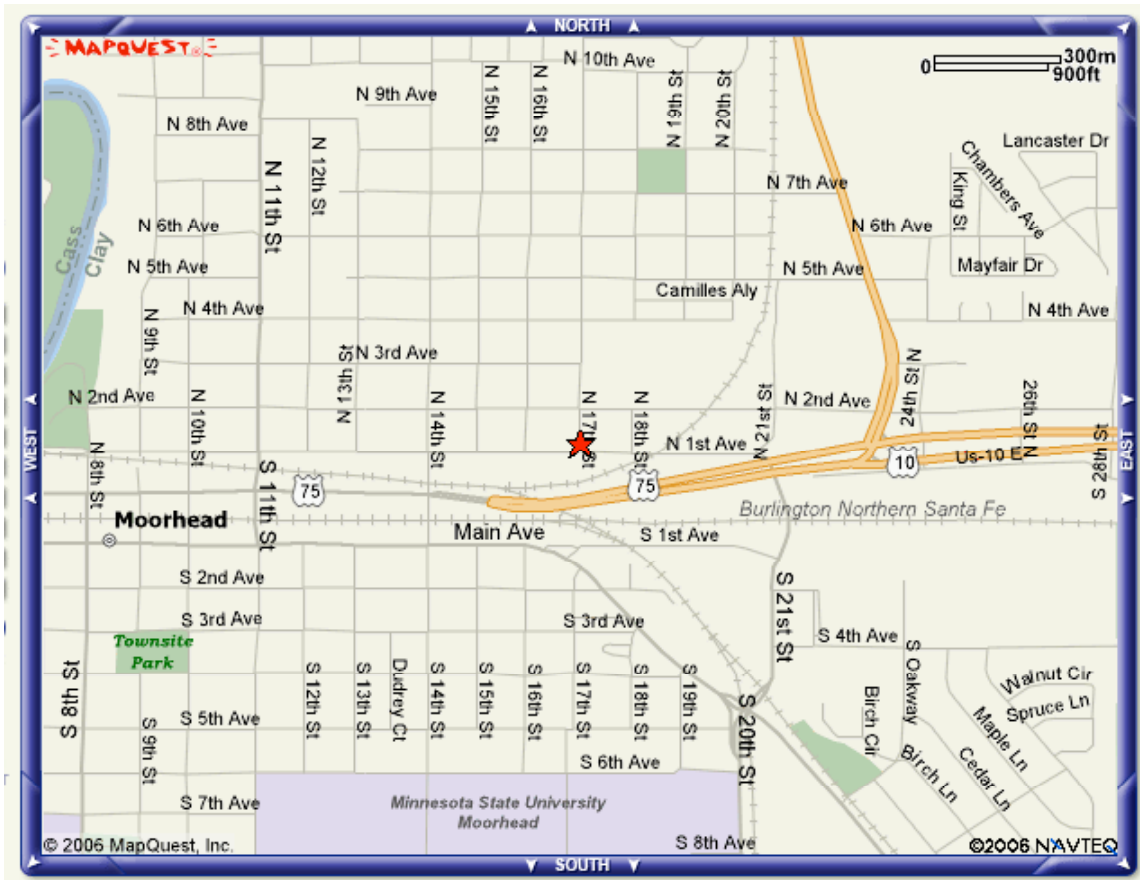 NORTH
MAPQUEST
300m
0
900ft
N 10th Ave
N 15th St
N 16th St
N 19th St
N 20th St
N 9th Ave
N 8th Ave
N 12th St
N 11th St
Lancaster Dr
Chambers Ave
King St
N 7th Ave
N 6th Ave
N 6th Ave
Cass
Clay
N 5th Ave
N 5th Ave
Mayfair Dr
Camilles Aly
N 4th Ave
N 4th Ave
N 9th St
N 13th St
N 3rd Ave
24th St N
N 2nd Ave
N 2nd Ave
N 10th St
N 14th St
N 17th St
N 18th St
N 21st St
26th St N
S 28th St
N 1st Ave
WEST
EAST
N 8th St
S 11th St
75
75
10
Us-10 E
Moorhead
Main Ave
Burlington Northern Santa Fe
S 1st Ave
S 2nd Ave
S 3rd Ave
S 3rd Ave
S 21st St
S 4th Ave
Townsite
Park
S 8th St
S 12th St
S 13th St
Dudrey Ct
S 14th St
S 15th St
S 16th St
S 17th St
S 18th St
S 19th St
S 20th St
S Oakway
Walnut Cir
Spruce Ln
Maple Ln
Cedar Ln
Birch Cir
Birch Ln
S 5th Ave
S 9th St
S 6th Ave
S 7th Ave
Minnesota State University
Moorhead
S 8th Ave
© 2006 MapQuest, Inc.
©2006 NAVTEQ
SOUTH